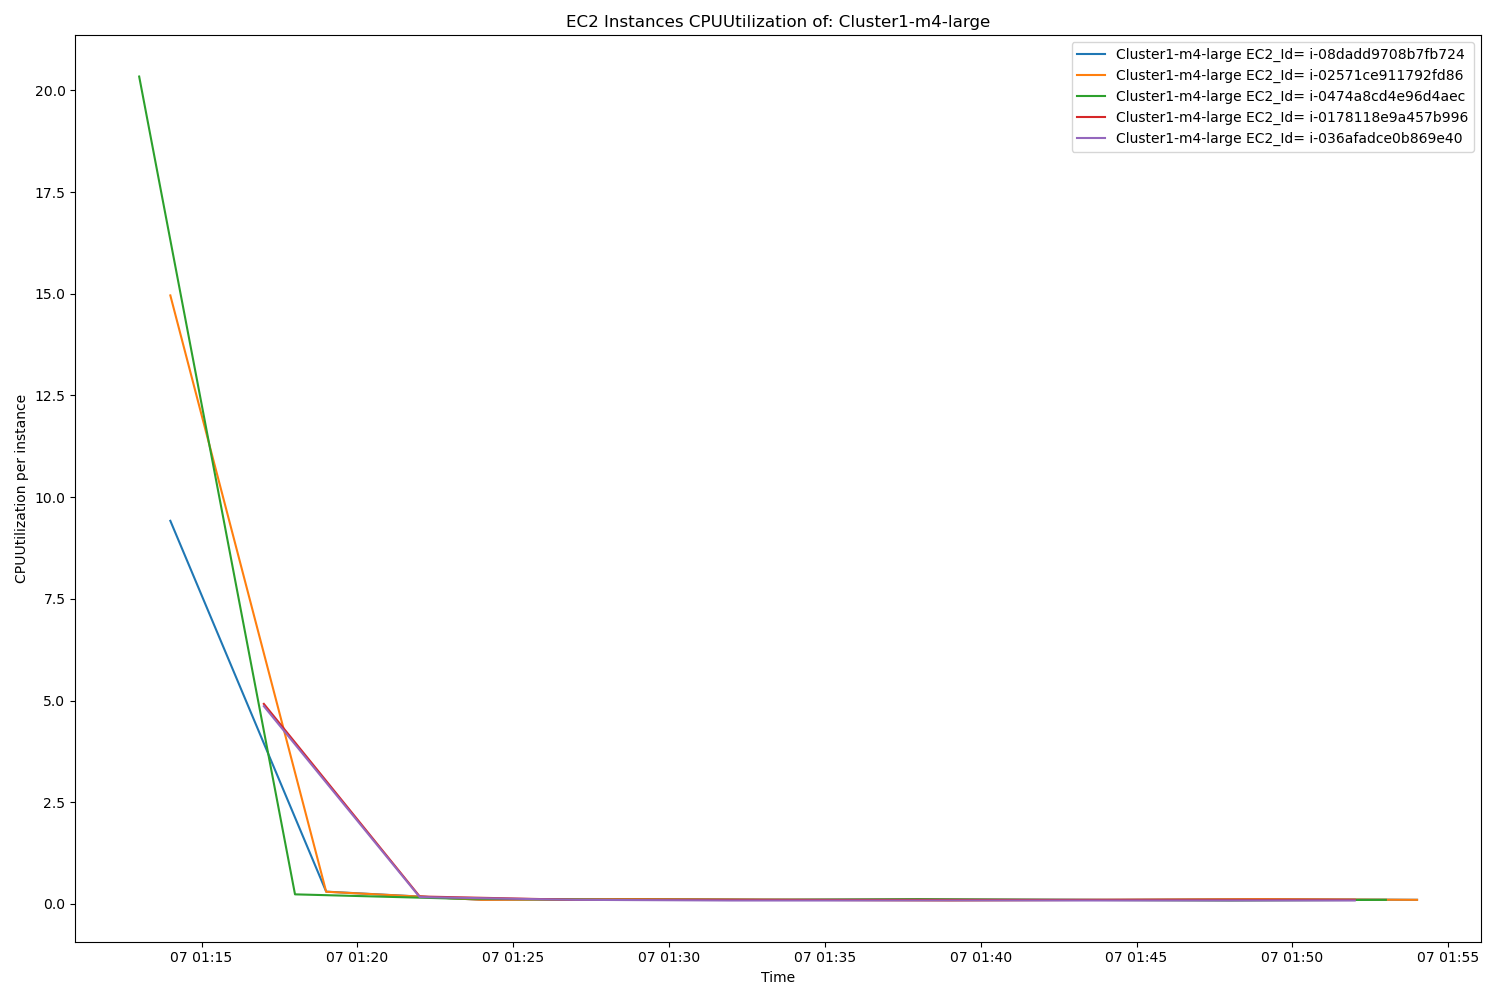 EC2 Instances CPUUtilization of: Cluster1-m4-large
Cluster1-m4-large EC2_Id= i-08dadd9708b7fb724
Cluster1-m4-large EC2_Id= i-02571ce911792fd86
Cluster1-m4-large EC2_Id= i-0474a8cd4e96d4aec
Cluster1-m4-large EC2_Id= i-0178118e9a457b996
Cluster1-m4-large EC2_Id= i-036afadce0b869e40
CPUUtilization per instance
20.0
17.5
15.0
12.5
10.0
7.5
5.0
2.5
0.0
07 01:15 07 01:20 07 01:25 07 01:30 07 01:35 07 01:40 07 01:45 07 01:50 07 01:55
Time